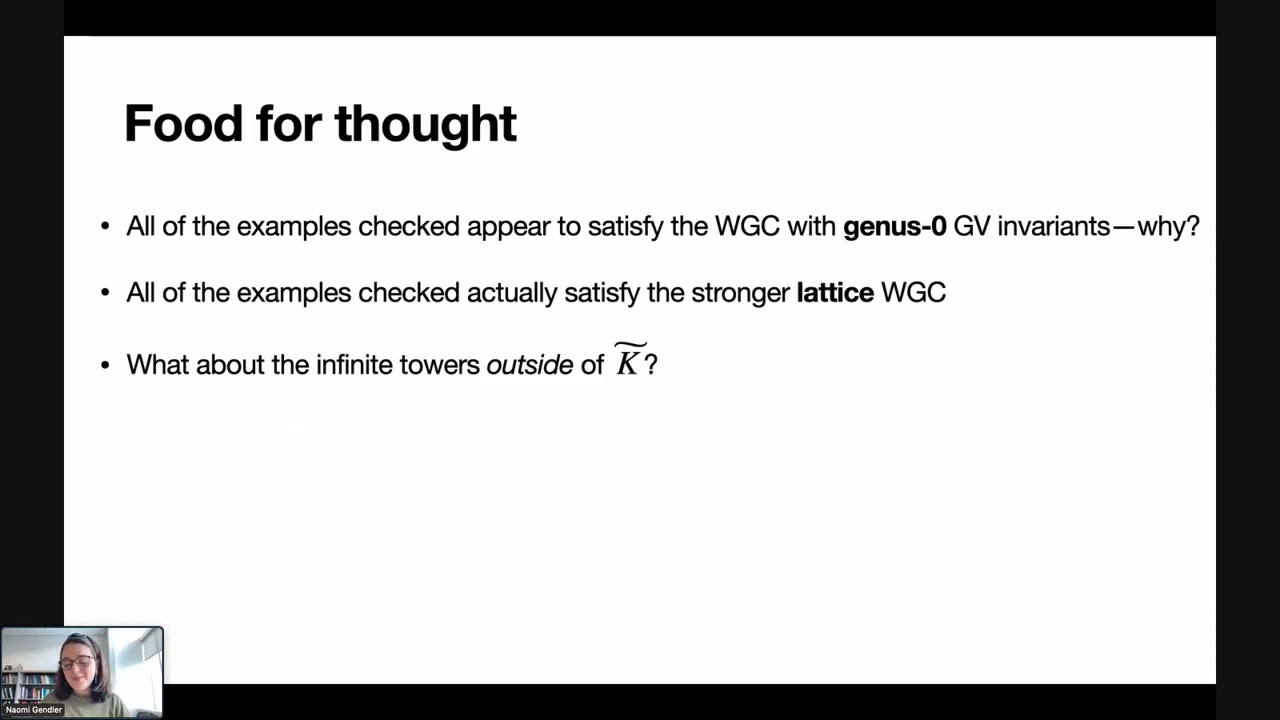 Food for thought
• All of the examples checked appear to satisfy the WGC with genus-0 GV invariants—why?
• All of the examples checked actually satisfy the stronger lattice WGC
• What about the infinite towers outside of K̃?
Naomi Gendler